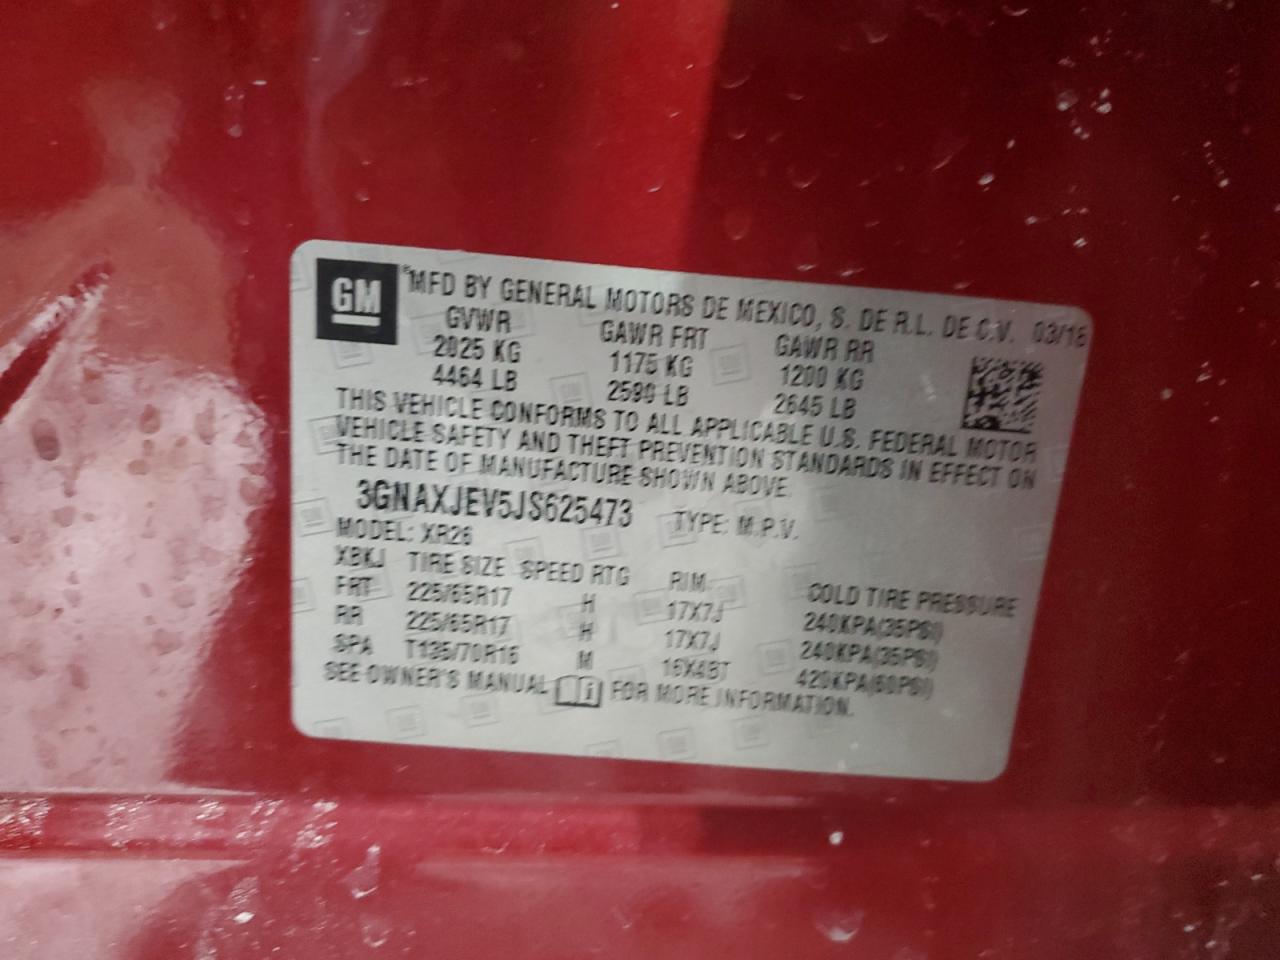 GM MFD BY GENERAL MOTORS DE MEXICO, S. DE R.L. DE C.V. 03/18
GVWR GAWR FRT GAWR RR
2025 KG 1175 KG 1200 KG
4464 LB 2590 LB 2645 LB
THIS VEHICLE CONFORMS TO ALL APPLICABLE U.S. FEDERAL MOTOR
VEHICLE SAFETY AND THEFT PREVENTION STANDARDS IN EFFECT ON
THE DATE OF MANUFACTURE SHOWN ABOVE.
3GNAXJEV5JS625473 TYPE: M.P.V.
MODEL: XR26
XBKJ TIRE SIZE SPEED RTG RIM COLD TIRE PRESSURE
FRT 225/65R17 H 17X7J 240KPA(35PSI)
RR 225/65R17 H 17X7J 240KPA(35PSI)
SPA T135/70R16 M 16X4BT 420KPA(60PSI)
SEE OWNER'S MANUAL FOR MORE INFORMATION.